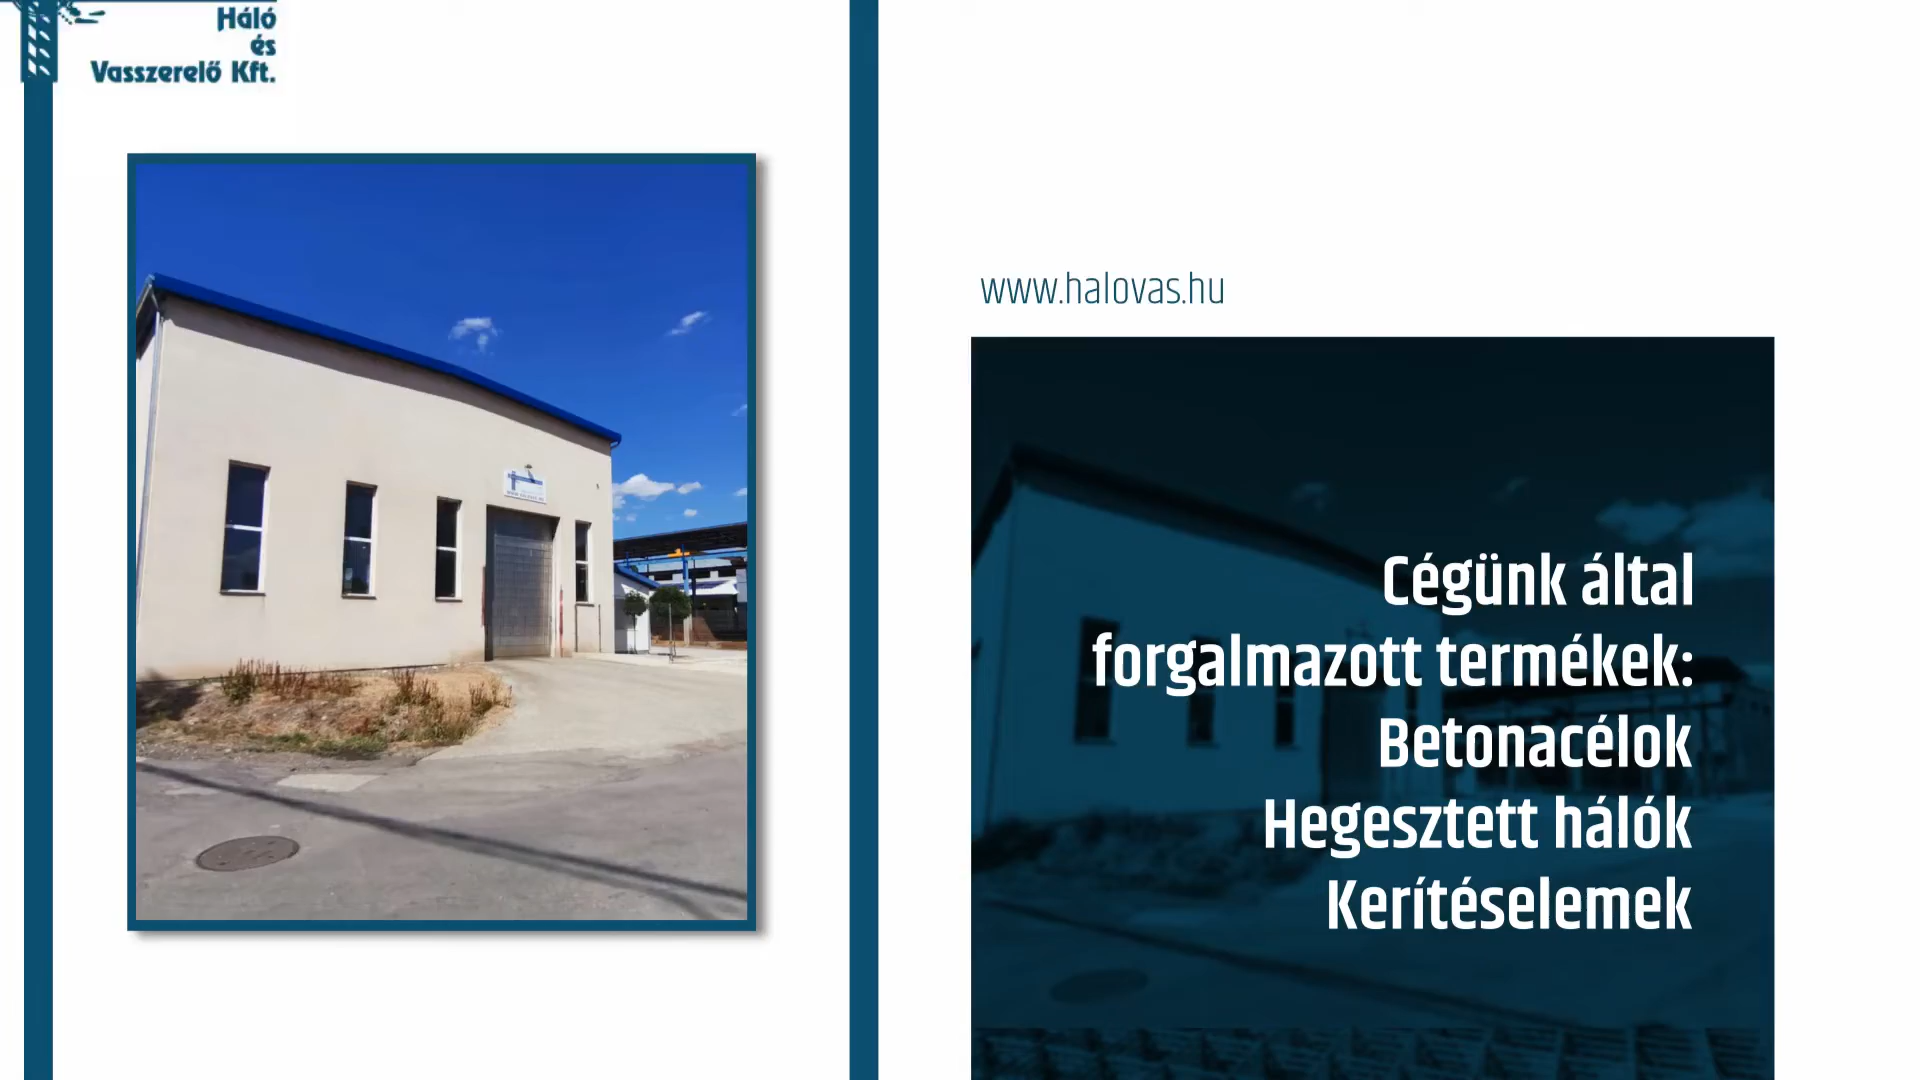 Háló
és
Vasszerelő Kft.
www.halovas.hu
Cégünk által
forgalmazott termékek:
Betonacélok
Hegesztett hálók
Kerítéselemek